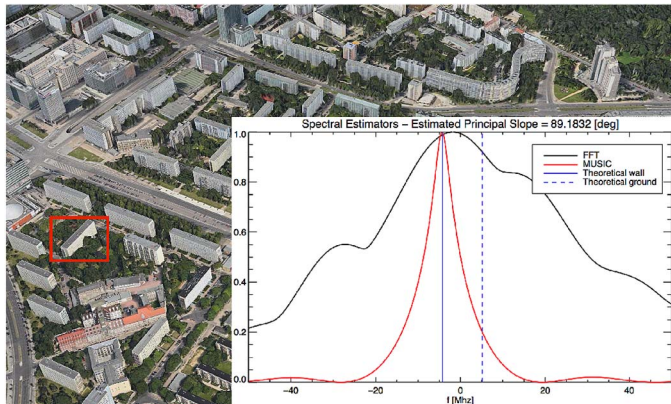 Spectral Estimators – Estimated Principal Slope = 89.1832 [deg]
1.0
0.8
0.6
0.4
0.2
0.0
FFT
MUSIC
Theoretical wall
Theoretical ground
−40 −20 0 20 40
f [Mhz]